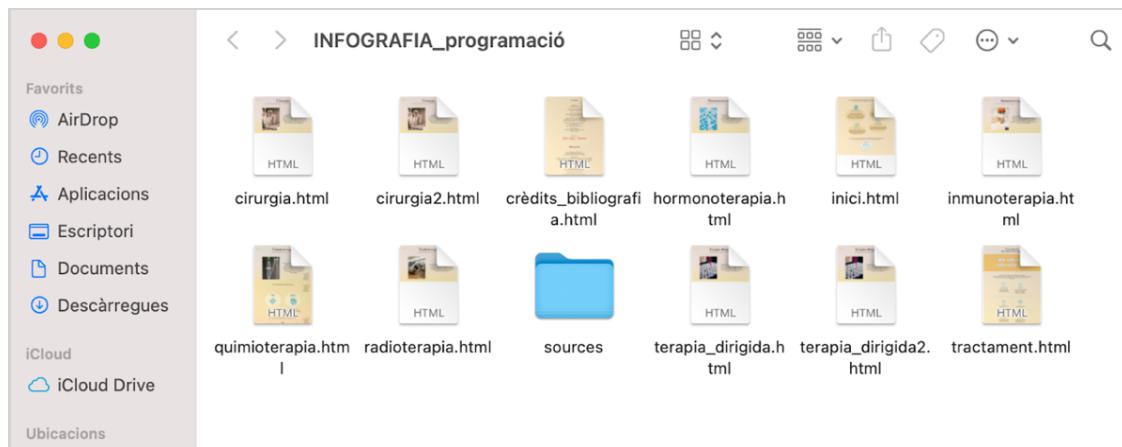 INFOGRAFIA_programació
Favorits
AirDrop
Recents
Aplicacions
Escriptori
Documents
Descàrregues
iCloud
iCloud Drive
Ubicacions
HTML HTML HTML HTML HTML HTML
cirurgia.html cirurgia2.html crèdits_bibliografi hormonoterapia.h inici.html inmunoterapia.ht
a.html tml ml
HTML HTML HTML HTML HTML
quimioterapia.htm radioterapia.html sources terapia_dirigida.h terapia_dirigida2. tractament.html
l tml html